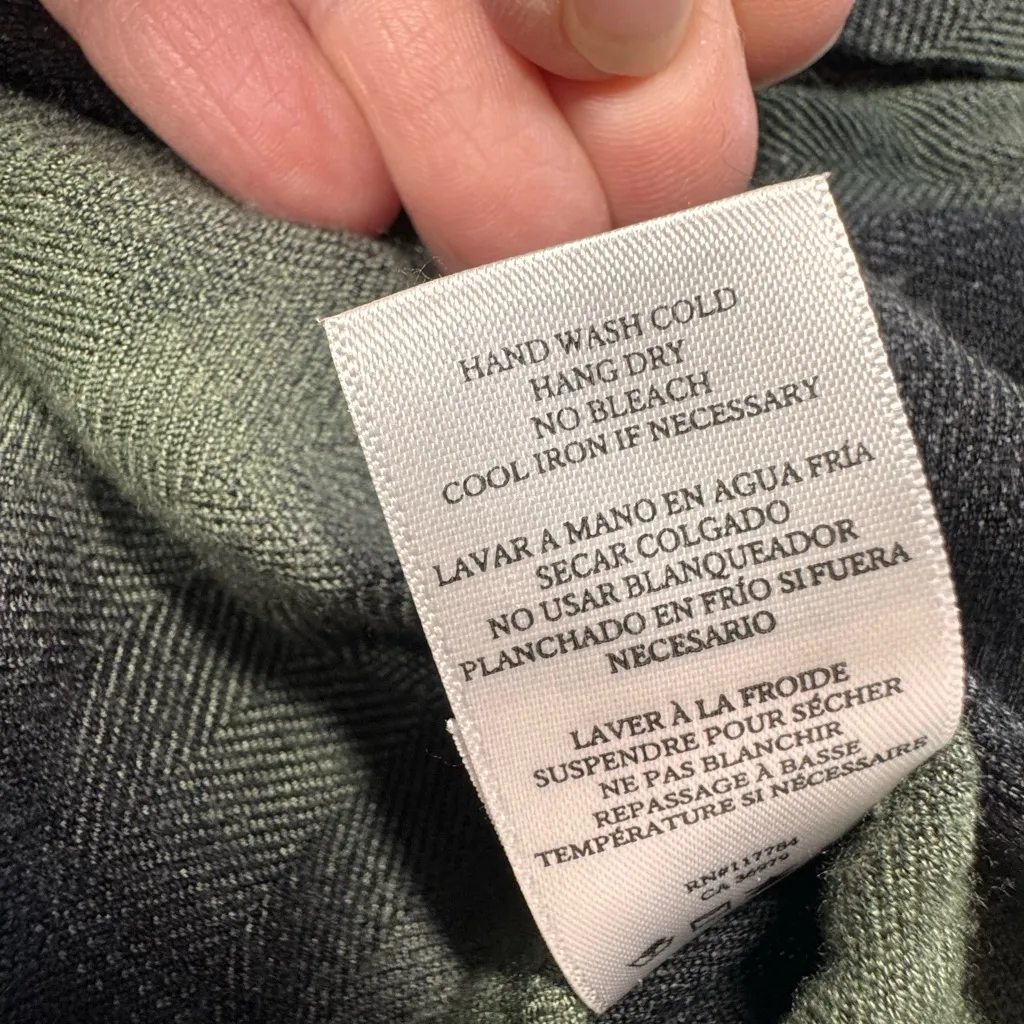 HAND WASH COLD
HANG DRY
NO BLEACH
COOL IRON IF NECESSARY
LAVAR A MANO EN AGUA FRÍA
SECAR COLGADO
NO USAR BLANQUEADOR
PLANCHADO EN FRÍO SI FUERA
NECESARIO
LAVER À LA FROIDE
SUSPENDRE POUR SÉCHER
NE PAS BLANCHIR
REPASSAGE À BASSE
TEMPÉRATURE SI NÉCESSAIRE
RN#117784
CA